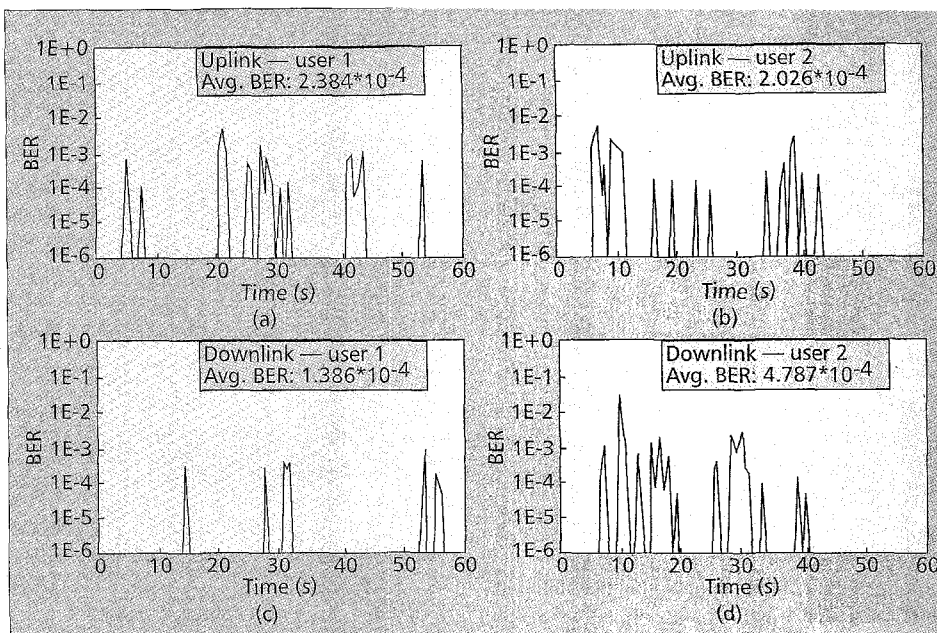 1E+0
1E-1
1E-2
1E-3
1E-4
1E-5
1E-6
BER
Uplink — user 1
Avg. BER: 2.384*10-4
0 10 20 30 40 50 60
Time (s)
(a)
1E+0
1E-1
1E-2
1E-3
1E-4
1E-5
1E-6
BER
Uplink — user 2
Avg. BER: 2.026*10-4
0 10 20 30 40 50 60
Time (s)
(b)
1E+0
1E-1
1E-2
1E-3
1E-4
1E-5
1E-6
BER
Downlink — user 1
Avg. BER: 1.386*10-4
0 10 20 30 40 50 60
Time (s)
(c)
1E+0
1E-1
1E-2
1E-3
1E-4
1E-5
1E-6
BER
Downlink — user 2
Avg. BER: 4.787*10-4
0 10 20 30 40 50 60
Time (s)
(d)